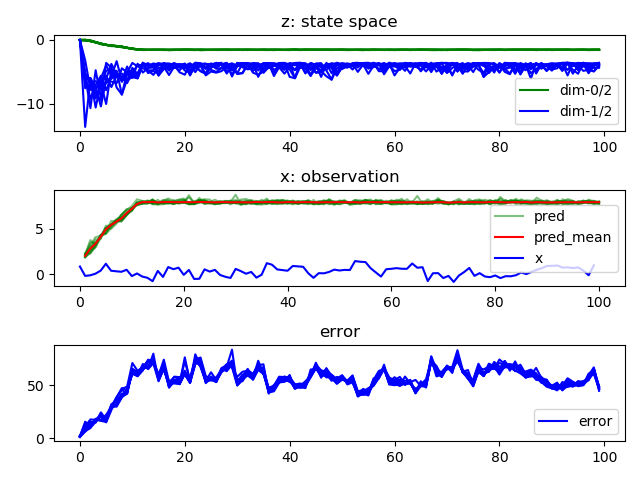 z: state space
0
−10
dim-0/2
dim-1/2
0 20 40 60 80 100
x: observation
5
0
pred
pred_mean
x
0 20 40 60 80 100
error
50
0
error
0 20 40 60 80 100